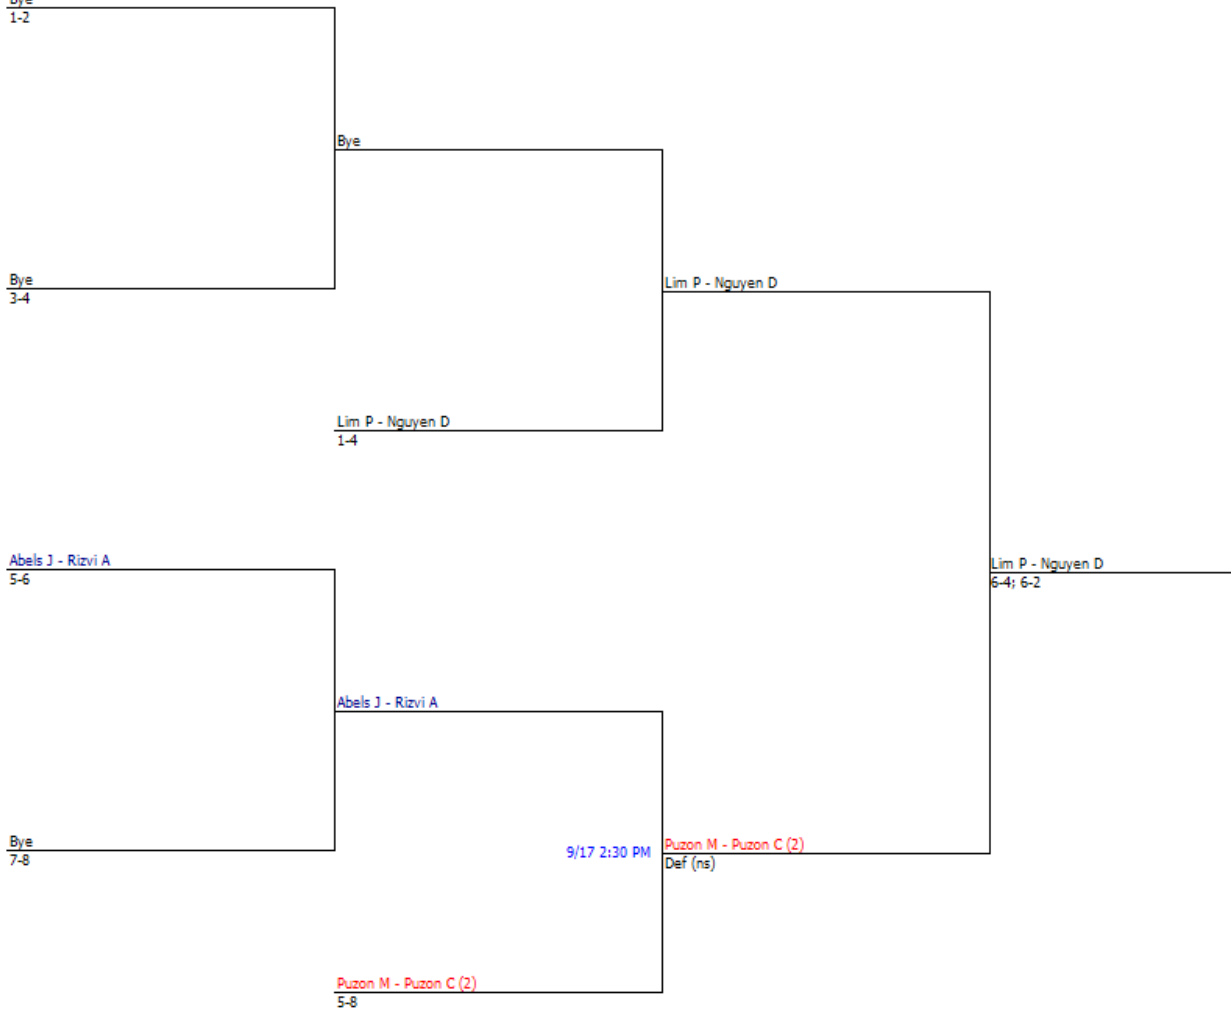 Bye
1-2
Bye
Bye
3-4
Lim P - Nguyen D
Lim P - Nguyen D
1-4
Abels J - Rizvi A
5-6
Lim P - Nguyen D
6-4; 6-2
Abels J - Rizvi A
Bye
7-8
9/17 2:30 PM
Puzon M - Puzon C (2)
Def (ns)
Puzon M - Puzon C (2)
5-8